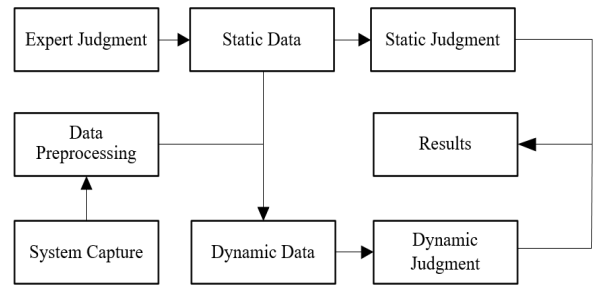 Expert Judgment
Static Data
Static Judgment
Data
Preprocessing
Results
System Capture
Dynamic Data
Dynamic
Judgment